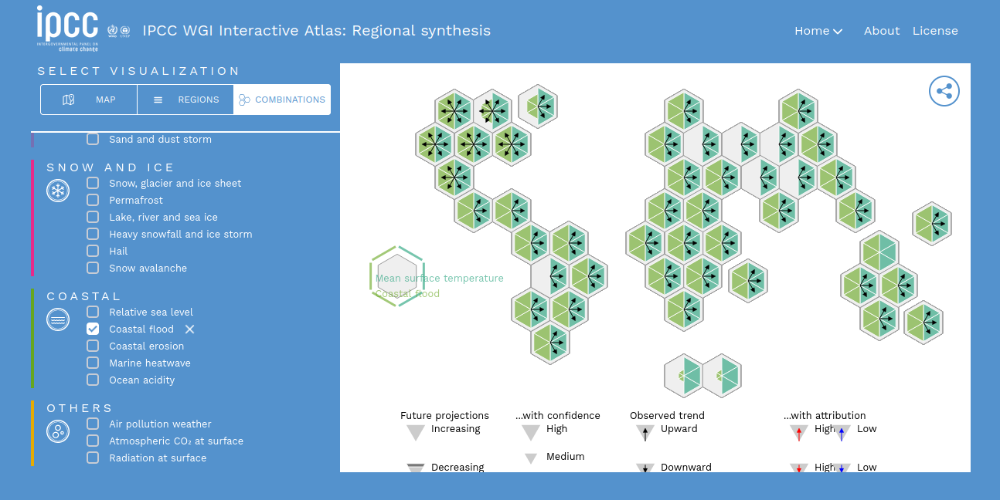 ipcc
INTERGOVERNMENTAL PANEL ON
climate change
WMO
UNEP
IPCC WGI Interactive Atlas: Regional synthesis
Home
About
License
SELECT VISUALIZATION
MAP
REGIONS
COMBINATIONS
Sand and dust storm
SNOW AND ICE
Snow, glacier and ice sheet
Permafrost
Lake, river and sea ice
Heavy snowfall and ice storm
Hail
Snow avalanche
COASTAL
Relative sea level
Coastal flood
Coastal erosion
Marine heatwave
Ocean acidity
OTHERS
Air pollution weather
Atmospheric CO₂ at surface
Radiation at surface
Mean surface temperature
Coastal flood
Future projections
...with confidence
Observed trend
...with attribution
Increasing
High
Upward
High
Low
Medium
Decreasing
Downward
High
Low